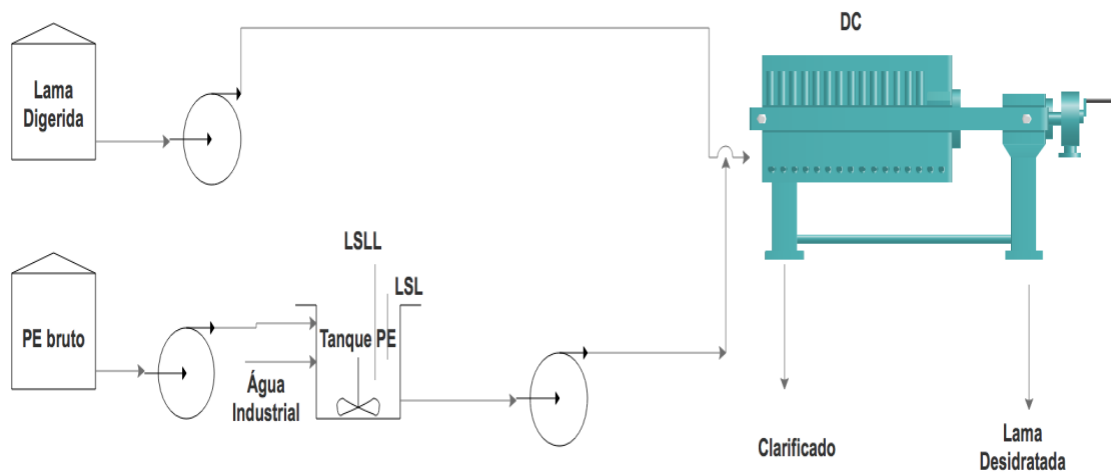 DC
Lama
Digerida
LSLL
LSL
PE bruto
Tanque PE
Água
Industrial
Clarificado
Lama
Desidratada